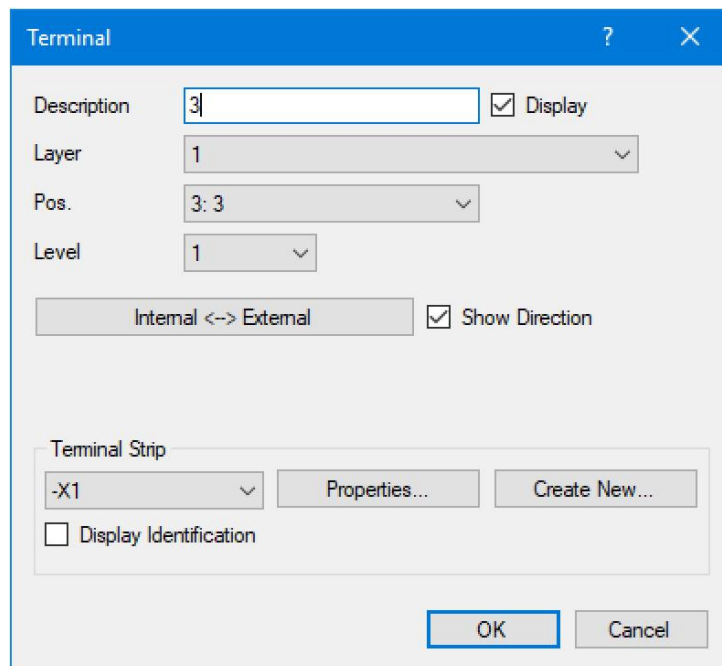 Terminal ?
Description 3 Display
Layer 1
Pos. 3: 3
Level 1
Internal <--> External Show Direction
Terminal Strip
-X1 Properties... Create New...
Display Identification
OK Cancel